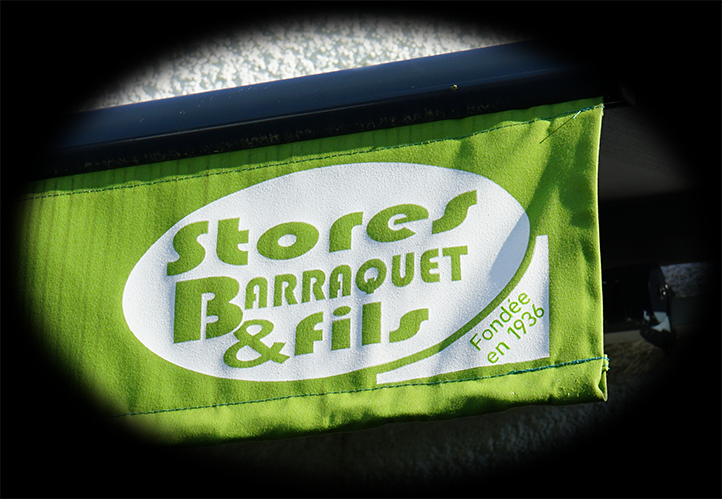 Stores
BARRAQUET
& fils
Fondée
en 1936